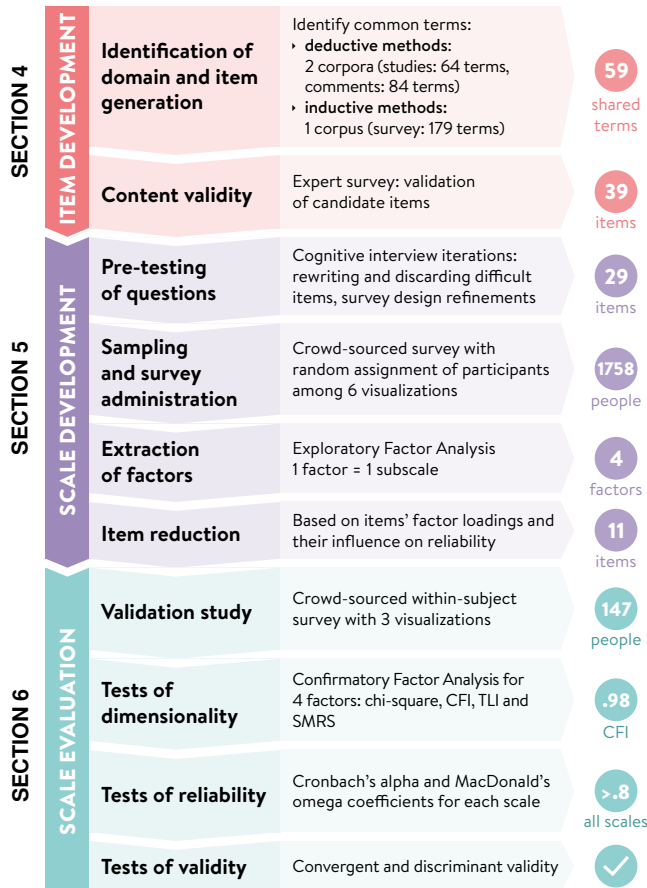 SECTION 4
ITEM DEVELOPMENT
Identification of
domain and item
generation
Identify common terms:
‣ deductive methods:
2 corpora (studies: 64 terms,
comments: 84 terms)
‣ inductive methods:
1 corpus (survey: 179 terms)
59
shared
terms
Content validity
Expert survey: validation
of candidate items
39
items
SECTION 5
SCALE DEVELOPMENT
Pre-testing
of questions
Cognitive interview iterations:
rewriting and discarding difficult
items, survey design refinements
29
items
Sampling
and survey
administration
Crowd-sourced survey with
random assignment of participants
among 6 visualizations
1758
people
Extraction
of factors
Exploratory Factor Analysis
1 factor = 1 subscale
4
factors
Item reduction
Based on items' factor loadings and
their influence on reliability
11
items
SECTION 6
SCALE EVALUATION
Validation study
Crowd-sourced within-subject
survey with 3 visualizations
147
people
Tests of
dimensionality
Confirmatory Factor Analysis for
4 factors: chi-square, CFI, TLI and
SMRS
.98
CFI
Tests of reliability
Cronbach's alpha and MacDonald's
omega coefficients for each scale
>.8
all scales
Tests of validity
Convergent and discriminant validity
✓